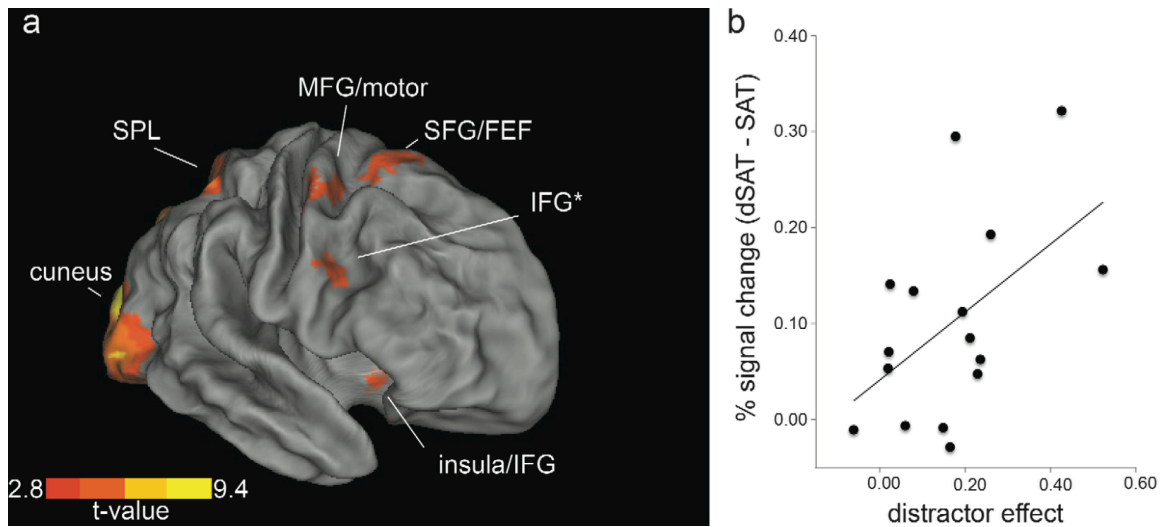 a
MFG/motor
SPL
SFG/FEF
IFG*
cuneus
insula/IFG
2.8
9.4
t-value
b
0.40
0.30
0.20
0.10
0.00
% signal change (dSAT - SAT)
0.00
0.20
0.40
0.60
distractor effect